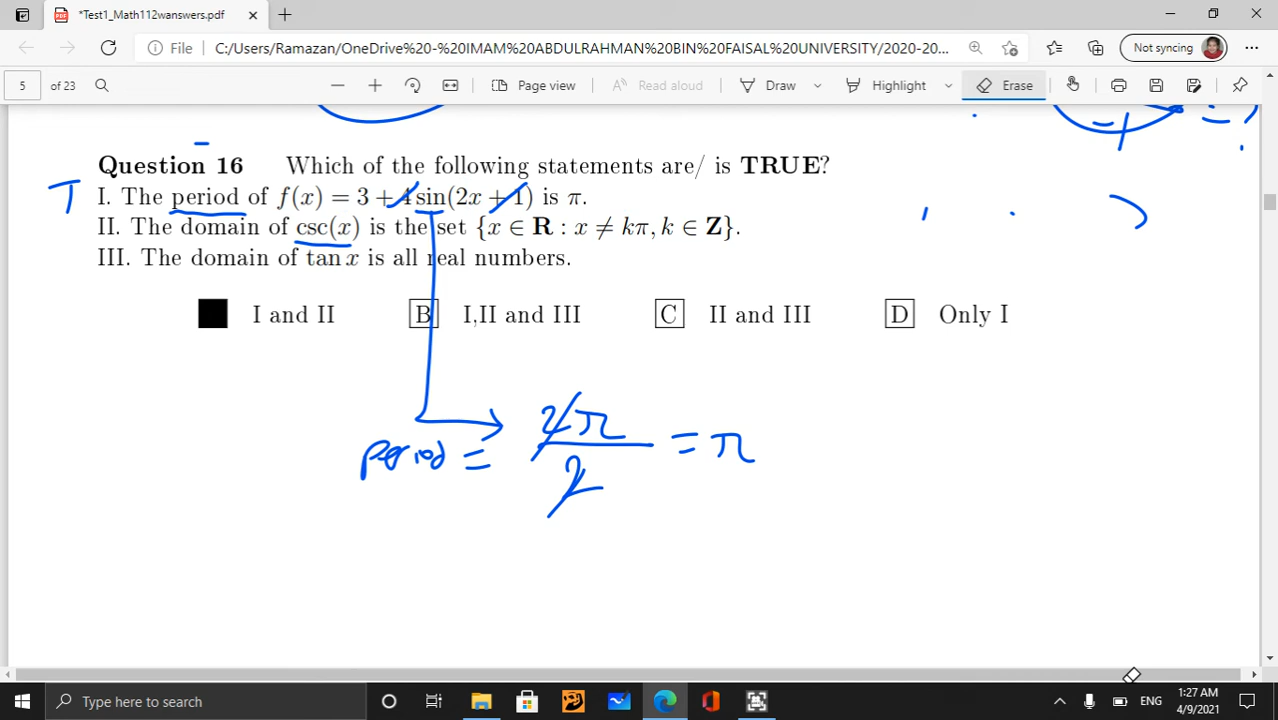 *Test1_Math112wanswers.pdf
File C:/Users/Ramazan/OneDrive%20-%20IMAM%20ABDULRAHMAN%20BIN%20FAISAL%20UNIVERSITY/2020-20... Not syncing
5 of 23 Page view Read aloud Draw Highlight Erase
Question 16 Which of the following statements are/ is TRUE?
T I. The period of f(x) = 3 + 4 sin(2x + 1) is π.
II. The domain of csc(x) is the set {x ∈ R : x ≠ kπ, k ∈ Z}.
III. The domain of tan x is all real numbers.
I and II B I,II and III C II and III D Only I
period = 2π/2 = π
Type here to search ENG 1:27 AM
4/9/2021